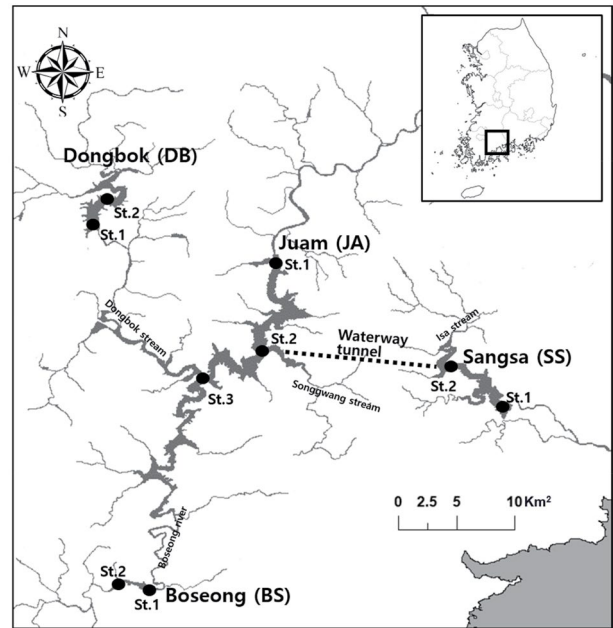 N
W E
S
Dongbok (DB)
St.2
St.1
Juam (JA)
St.1
Dongbok stream
St.2
Waterway
tunnel
Isa stream
Sangsa (SS)
St.2
St.3
Songgwang stream
St.1
0 2.5 5 10 Km²
Boseong river
St.2
St.1
Boseong (BS)